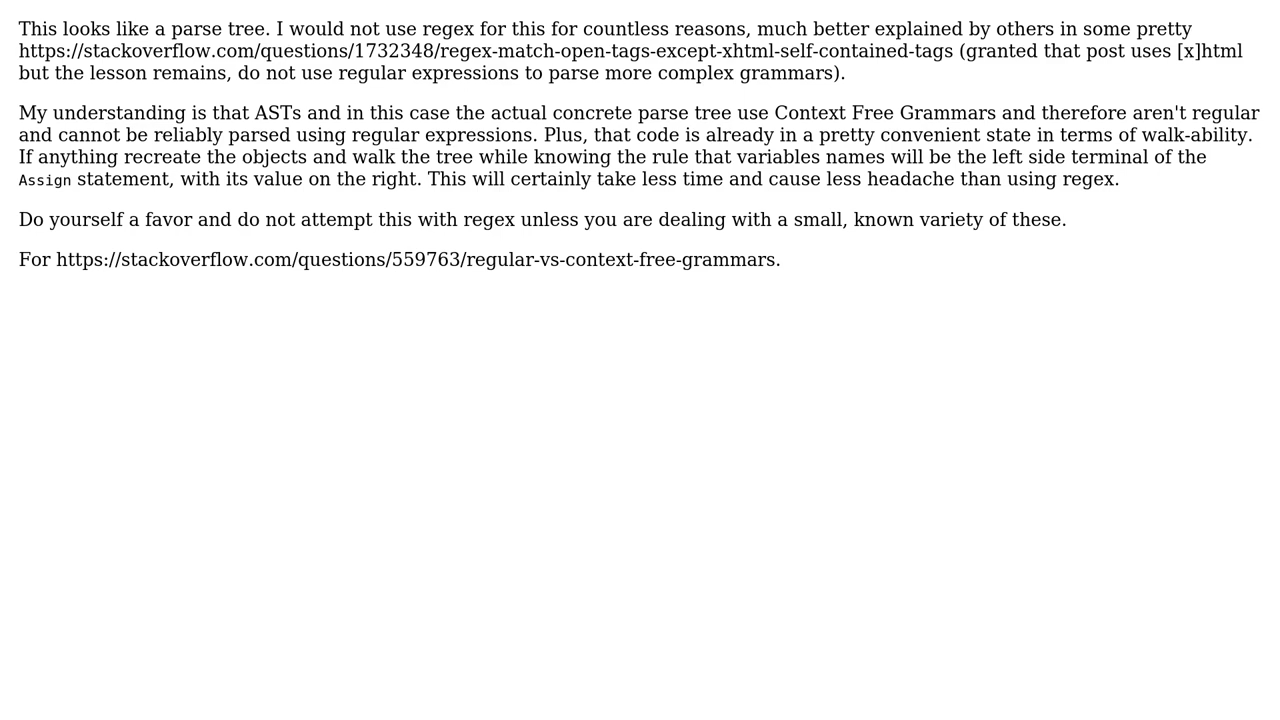 This looks like a parse tree. I would not use regex for this for countless reasons, much better explained by others in some pretty
https://stackoverflow.com/questions/1732348/regex-match-open-tags-except-xhtml-self-contained-tags (granted that post uses [x]html
but the lesson remains, do not use regular expressions to parse more complex grammars).
My understanding is that ASTs and in this case the actual concrete parse tree use Context Free Grammars and therefore aren't regular
and cannot be reliably parsed using regular expressions. Plus, that code is already in a pretty convenient state in terms of walk-ability.
If anything recreate the objects and walk the tree while knowing the rule that variables names will be the left side terminal of the
Assign statement, with its value on the right. This will certainly take less time and cause less headache than using regex.
Do yourself a favor and do not attempt this with regex unless you are dealing with a small, known variety of these.
For https://stackoverflow.com/questions/559763/regular-vs-context-free-grammars.